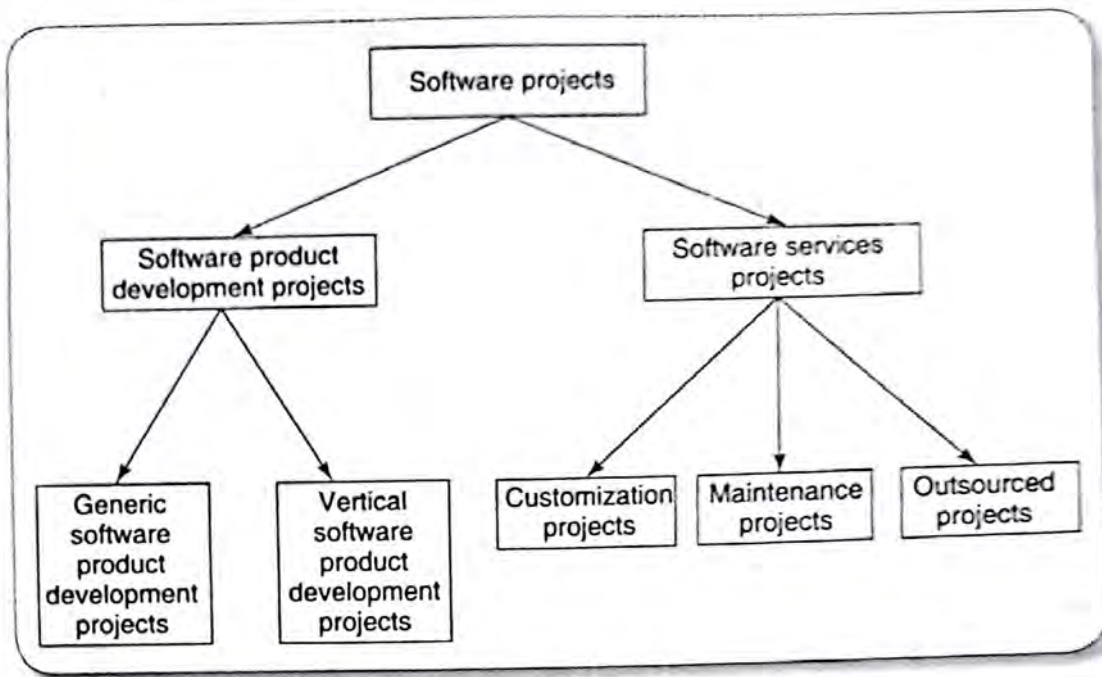 Software projects
Software product
development projects
Software services
projects
Generic
software
product
development
projects
Vertical
software
product
development
projects
Customization
projects
Maintenance
projects
Outsourced
projects